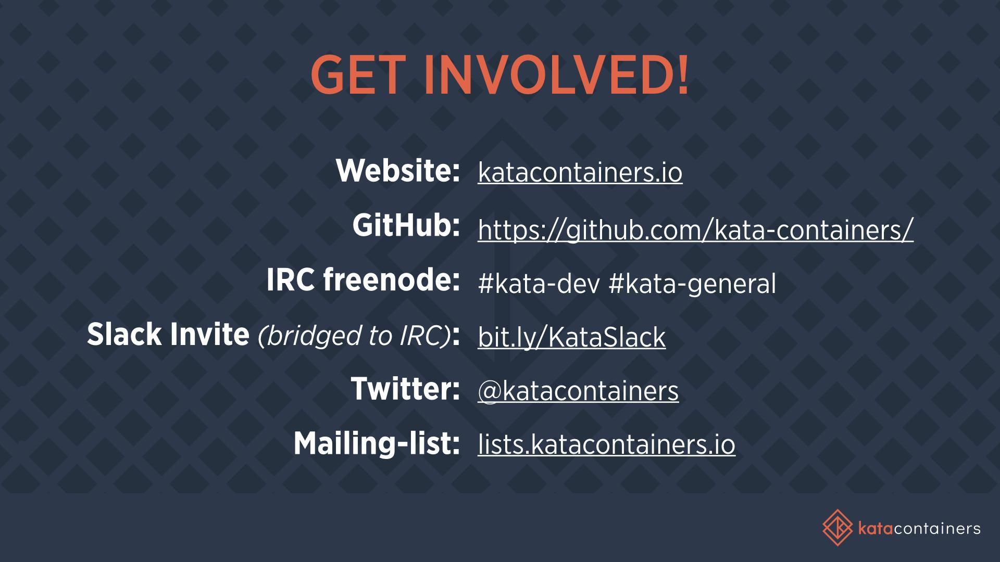 GET INVOLVED!
Website: katacontainers.io
GitHub: https://github.com/kata-containers/
IRC freenode: #kata-dev #kata-general
Slack Invite (bridged to IRC): bit.ly/KataSlack
Twitter: @katacontainers
Mailing-list: lists.katacontainers.io
katacontainers